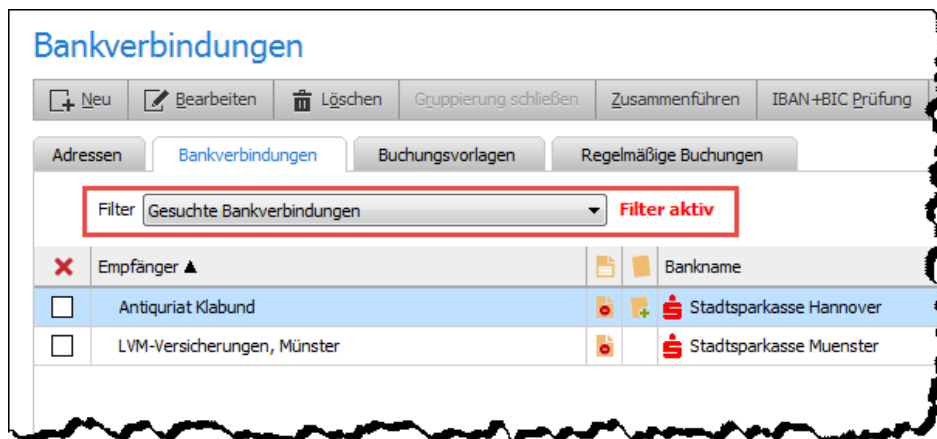 Bankverbindungen
Neu Bearbeiten Löschen Gruppierung schließen Zusammenführen IBAN+BIC Prüfung
Adressen Bankverbindungen Buchungsvorlagen Regelmäßige Buchungen
Filter Gesuchte Bankverbindungen Filter aktiv
Empfänger Bankname
Antiquriat Klabund Stadtsparkasse Hannover
LVM-Versicherungen, Münster Stadtsparkasse Muenster